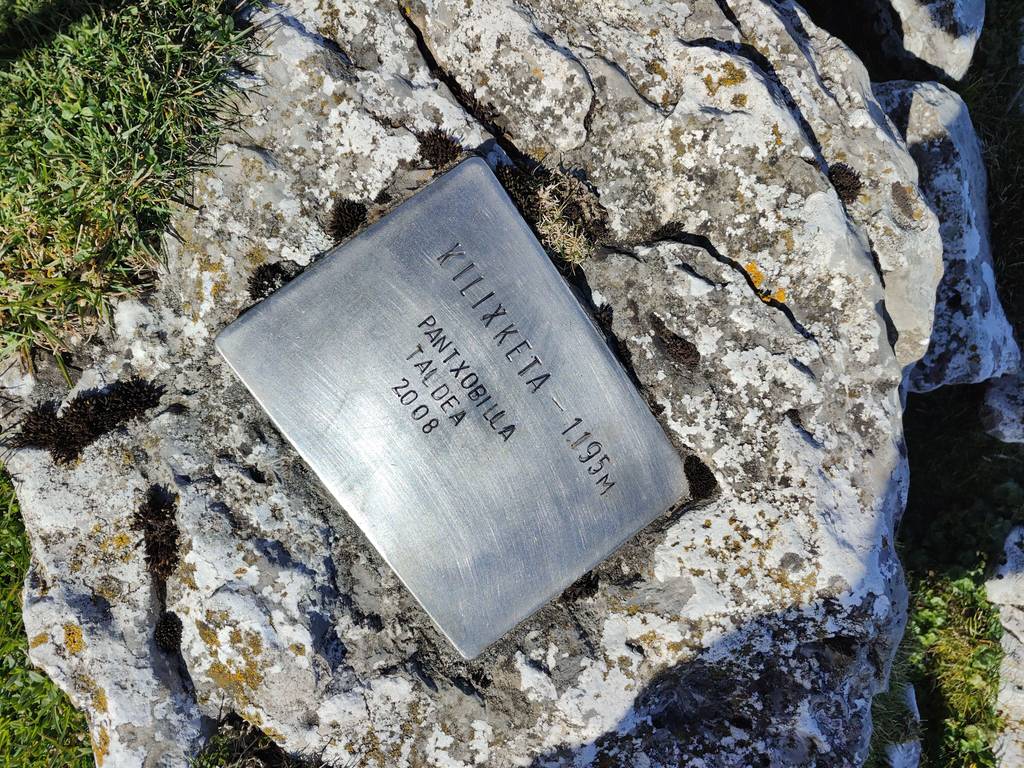 KILIXKETA - 1.195M
PANTXOBILLA
TALDEA
2008